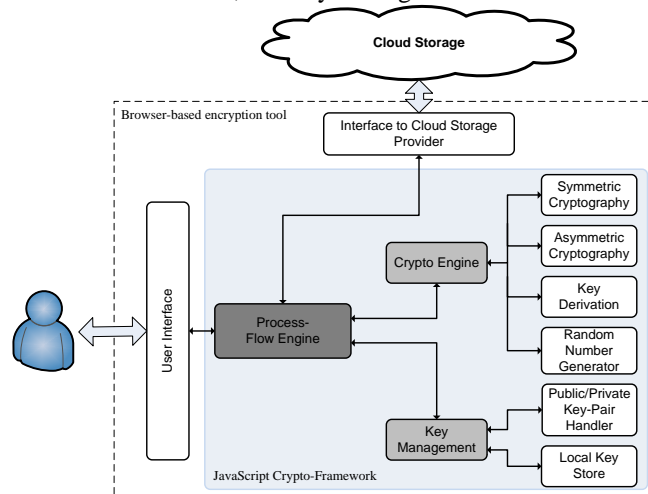 Cloud Storage
Browser-based encryption tool
Interface to Cloud Storage
Provider
Symmetric
Cryptography
Asymmetric
Cryptography
Crypto Engine
Key
Derivation
User Interface
Process-
Flow Engine
Random
Number
Generator
Public/Private
Key-Pair
Handler
Key
Management
Local Key
Store
JavaScript Crypto-Framework